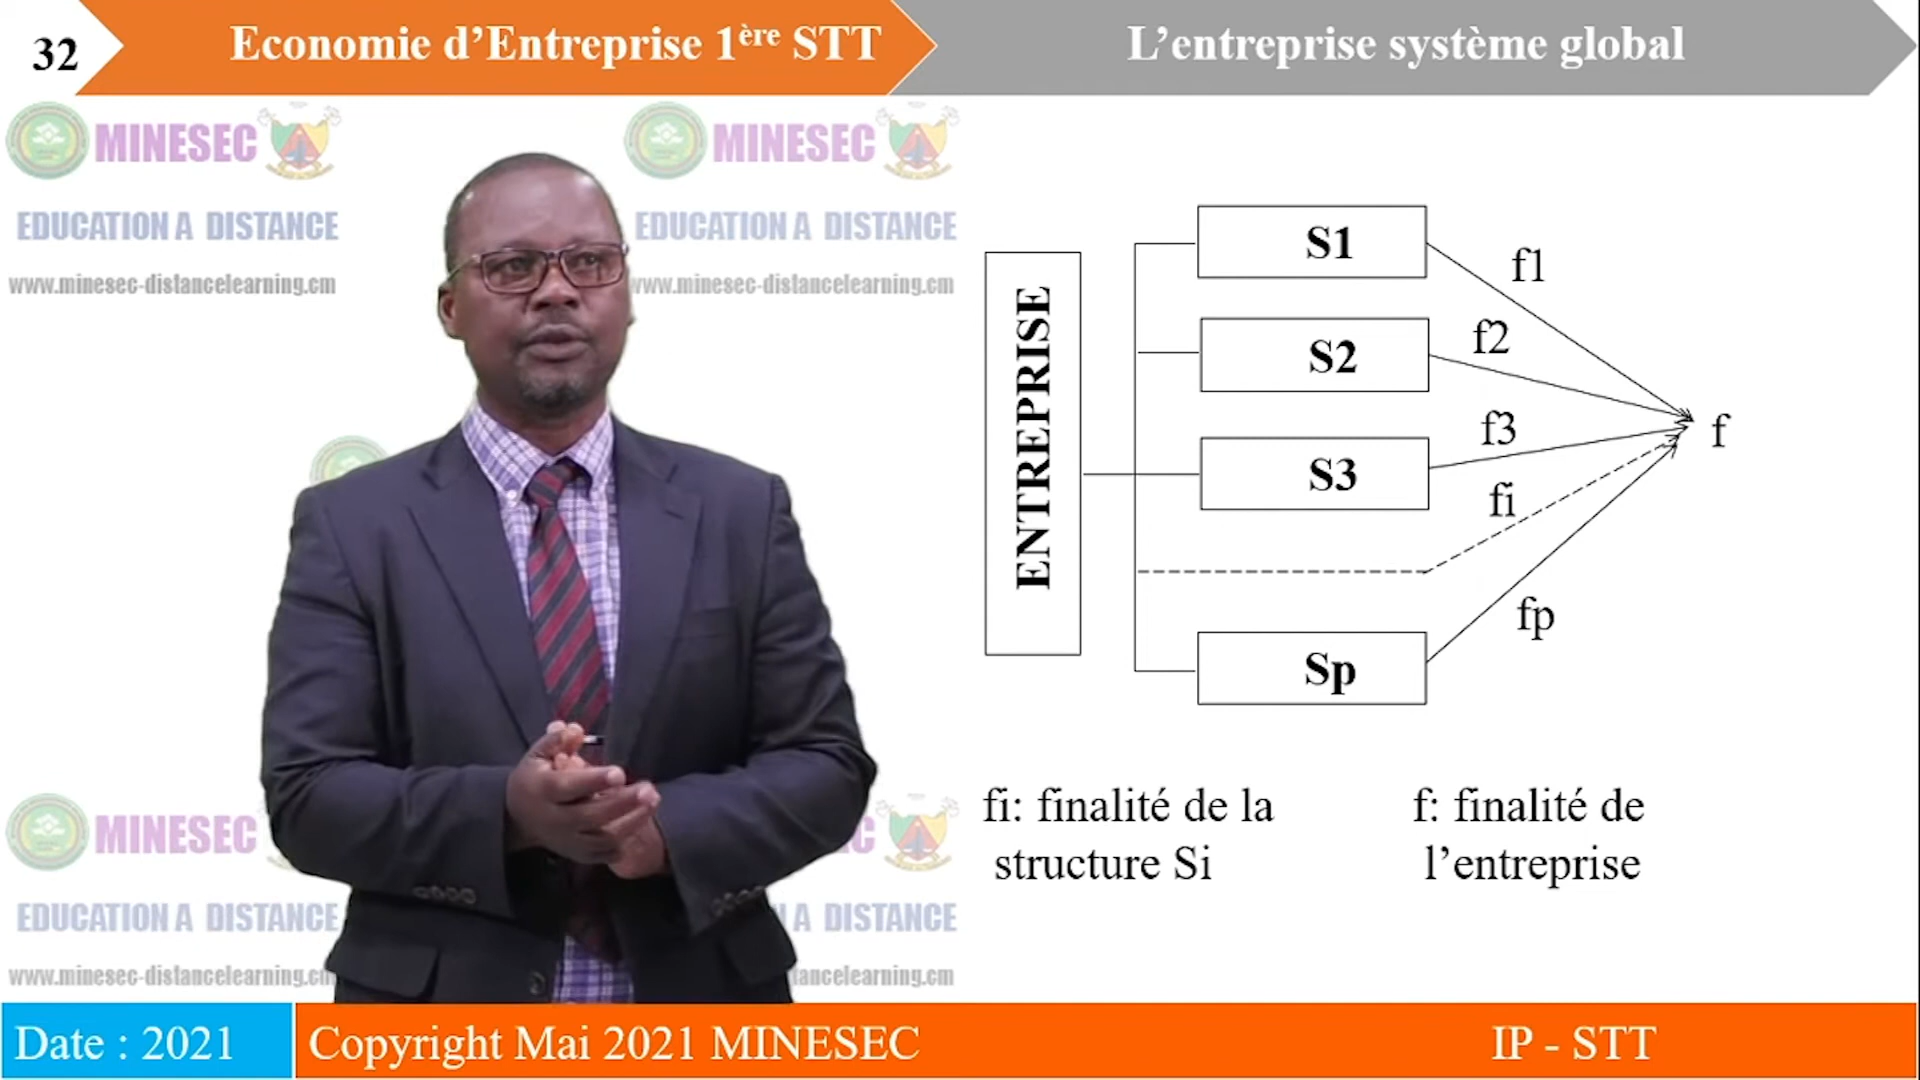 32
Economie d’Entreprise 1ère STT
L’entreprise système global
MINESEC
MINESEC
EDUCATION A DISTANCE
EDUCATION A DISTANCE
www.minesec-distancelearning.cm
www.minesec-distancelearning.cm
ENTREPRISE
S1
f1
S2
f2
S3
f3
f
fi
Sp
fp
fi: finalité de la
structure Si
f: finalité de
l’entreprise
MINESEC
EC
EDUCATION A DISTANCE
A DISTANCE
www.minesec-distancelearning.cm
tancelearning.cm
Date : 2021
Copyright Mai 2021 MINESEC
IP - STT